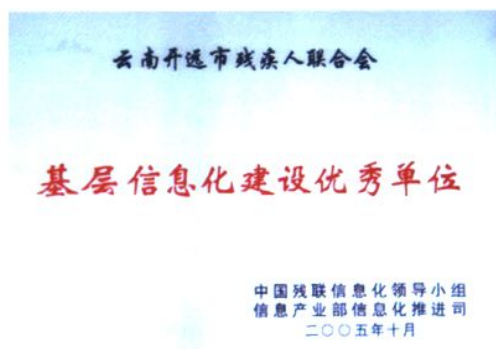 云南开远市残疾人联合会
基层信息化建设优秀单位
中国残联信息化领导小组
信息产业部信息化推进司
二〇〇五年十月